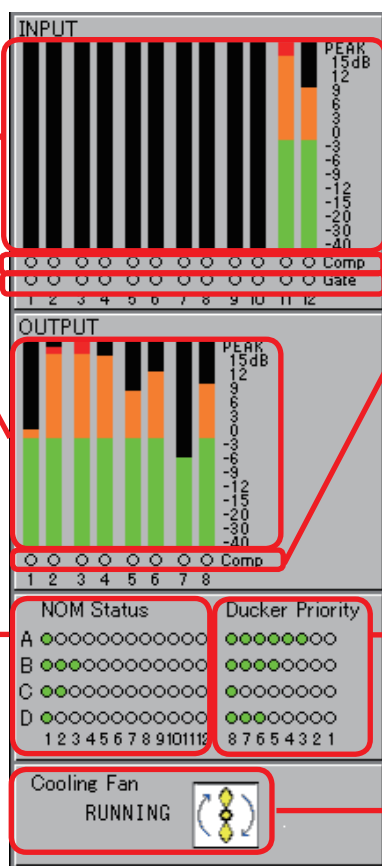 INPUT
PEAK
15dB
12
9
6
3
0
-3
-6
-9
-12
-15
-20
-30
-40
Comp
Gate
1 2 3 4 5 6 7 8 9 10 11 12
OUTPUT
PEAK
15dB
12
9
6
3
0
-3
-6
-9
-12
-15
-20
-30
-40
Comp
1 2 3 4 5 6 7 8
NOM Status Ducker Priority
A
B
C
D
1 2 3 4 5 6 7 8 9 10 11 12 8 7 6 5 4 3 2 1
Cooling Fan
RUNNING